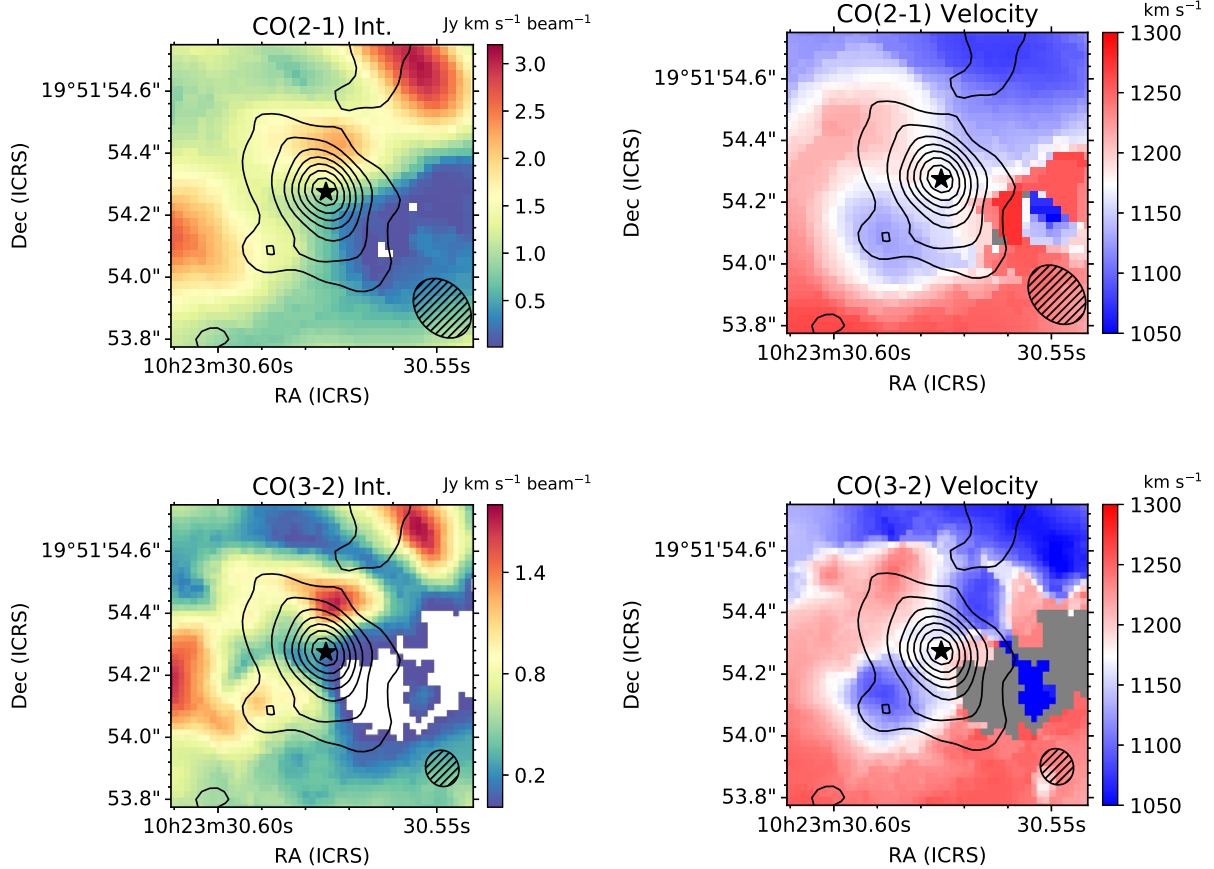 CO(2-1) Int.
Jy km s⁻¹ beam⁻¹
19°51'54.6"
54.4"
54.2"
54.0"
53.8"
Dec (ICRS)
10h23m30.60s
30.55s
RA (ICRS)
3.0
2.5
2.0
1.5
1.0
0.5
CO(2-1) Velocity
km s⁻¹
19°51'54.6"
54.4"
54.2"
54.0"
53.8"
Dec (ICRS)
10h23m30.60s
30.55s
RA (ICRS)
1300
1250
1200
1150
1100
1050
CO(3-2) Int.
Jy km s⁻¹ beam⁻¹
19°51'54.6"
54.4"
54.2"
54.0"
53.8"
Dec (ICRS)
10h23m30.60s
30.55s
RA (ICRS)
1.4
0.8
0.2
CO(3-2) Velocity
km s⁻¹
19°51'54.6"
54.4"
54.2"
54.0"
53.8"
Dec (ICRS)
10h23m30.60s
30.55s
RA (ICRS)
1300
1250
1200
1150
1100
1050